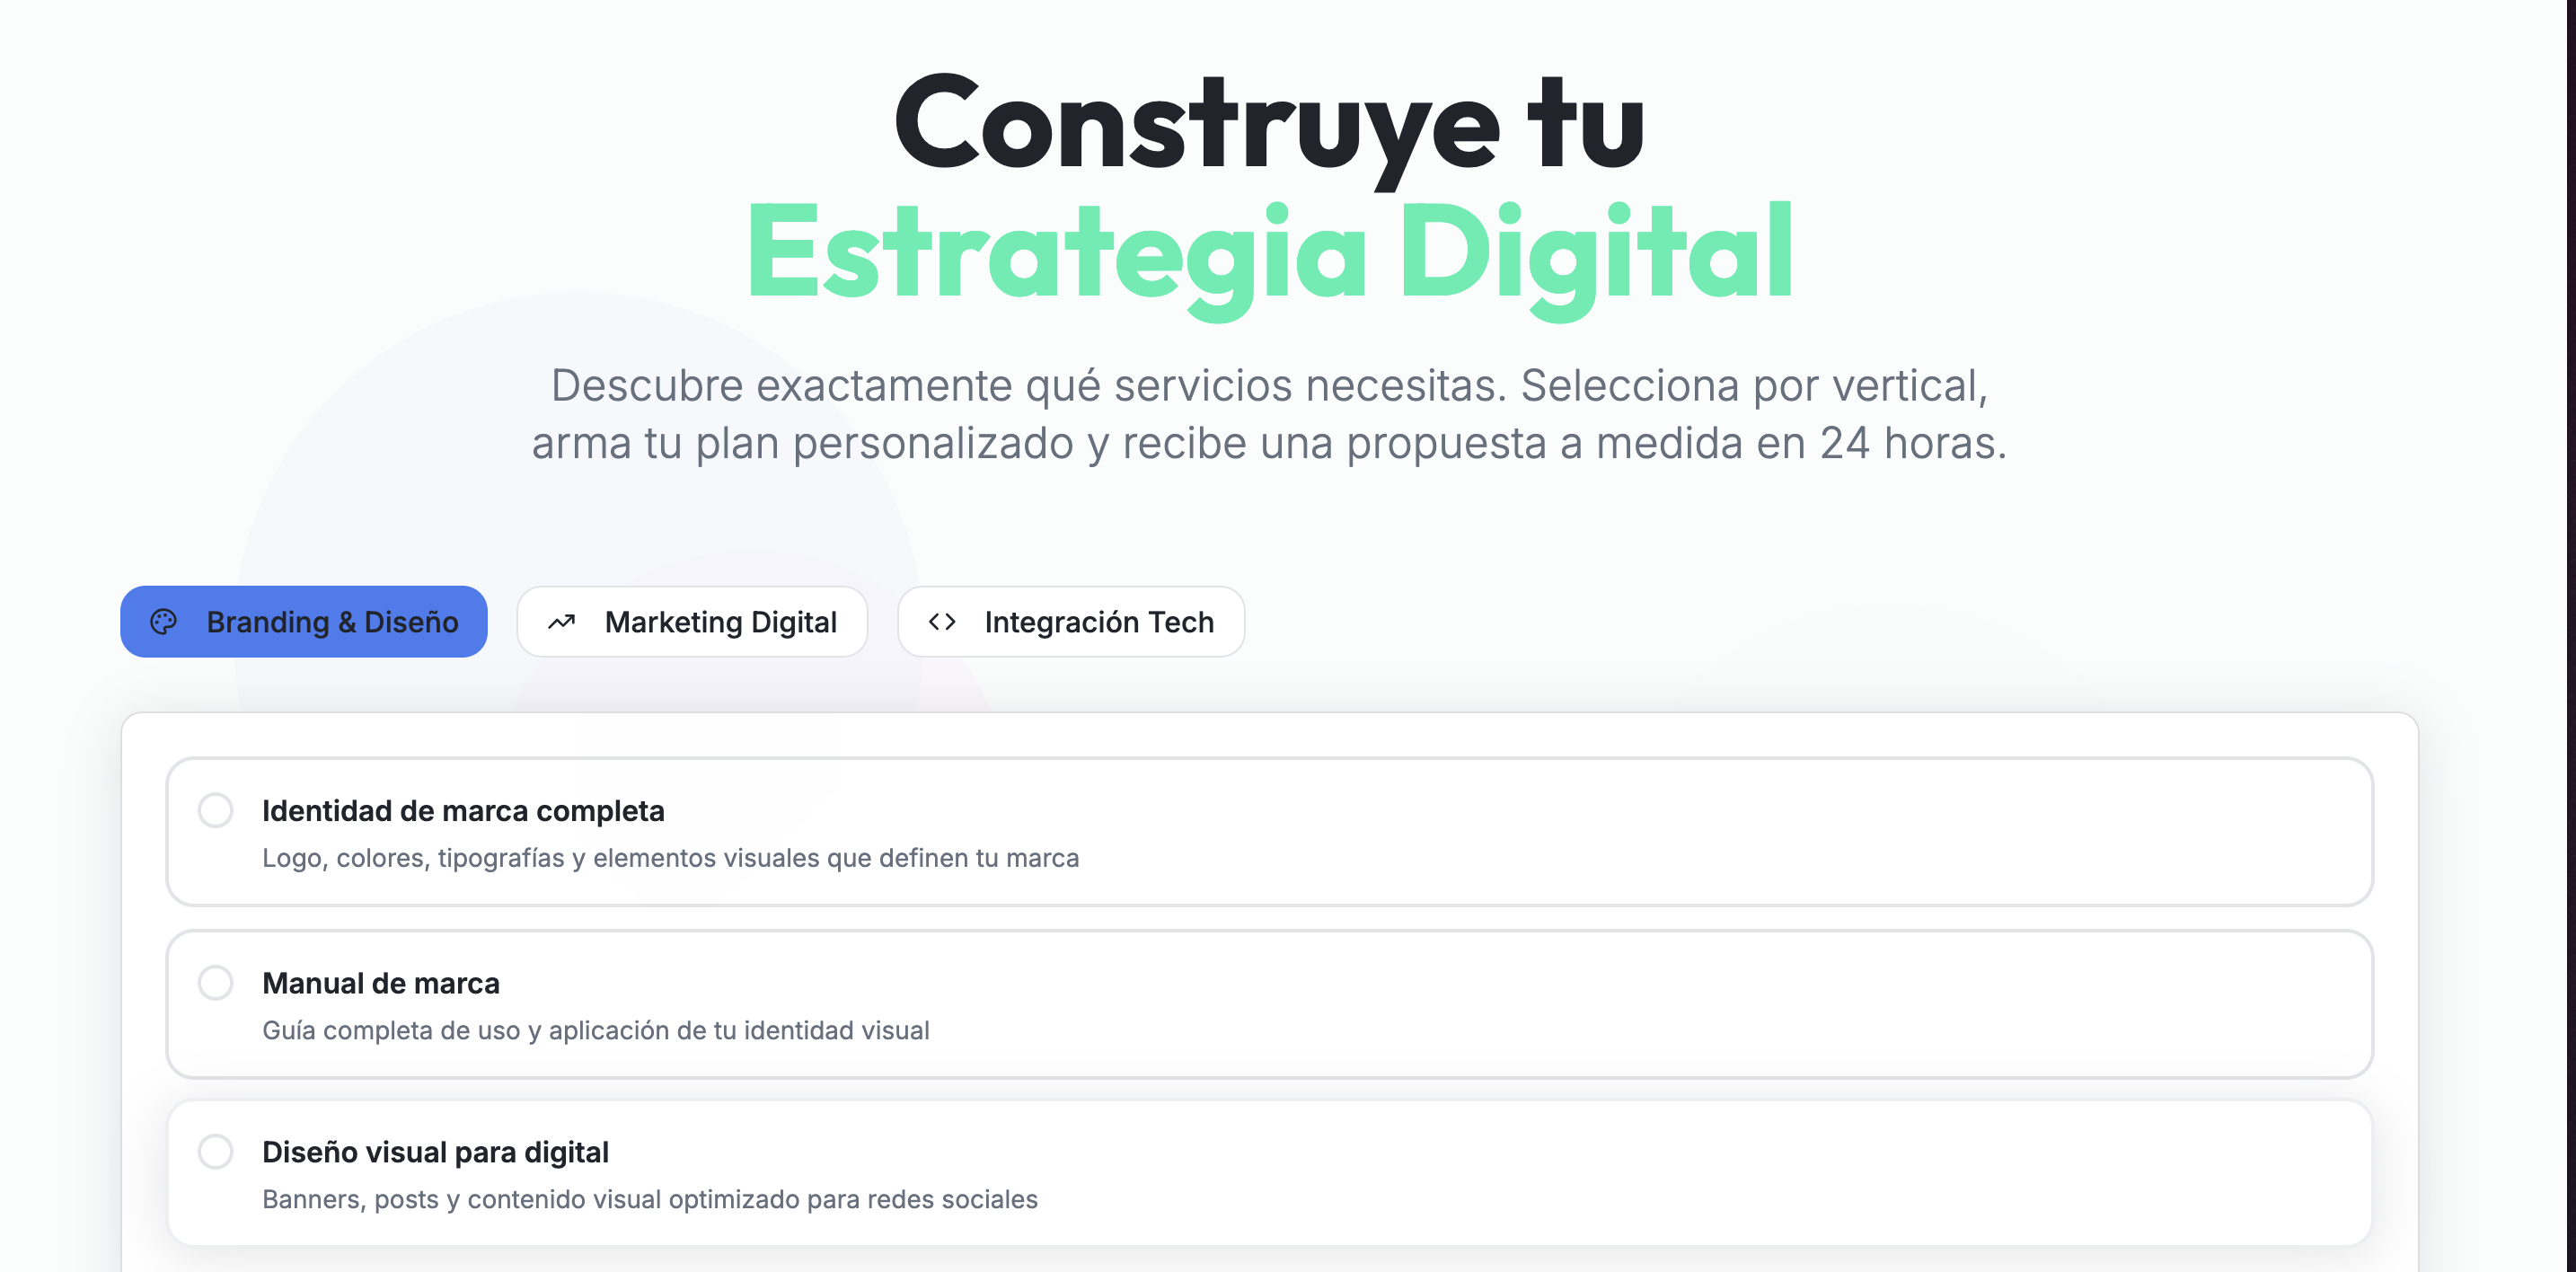 Construye tu
Estrategia Digital
Descubre exactamente qué servicios necesitas. Selecciona por vertical,
arma tu plan personalizado y recibe una propuesta a medida en 24 horas.
Branding & Diseño
Marketing Digital
Integración Tech
Identidad de marca completa
Logo, colores, tipografías y elementos visuales que definen tu marca
Manual de marca
Guía completa de uso y aplicación de tu identidad visual
Diseño visual para digital
Banners, posts y contenido visual optimizado para redes sociales